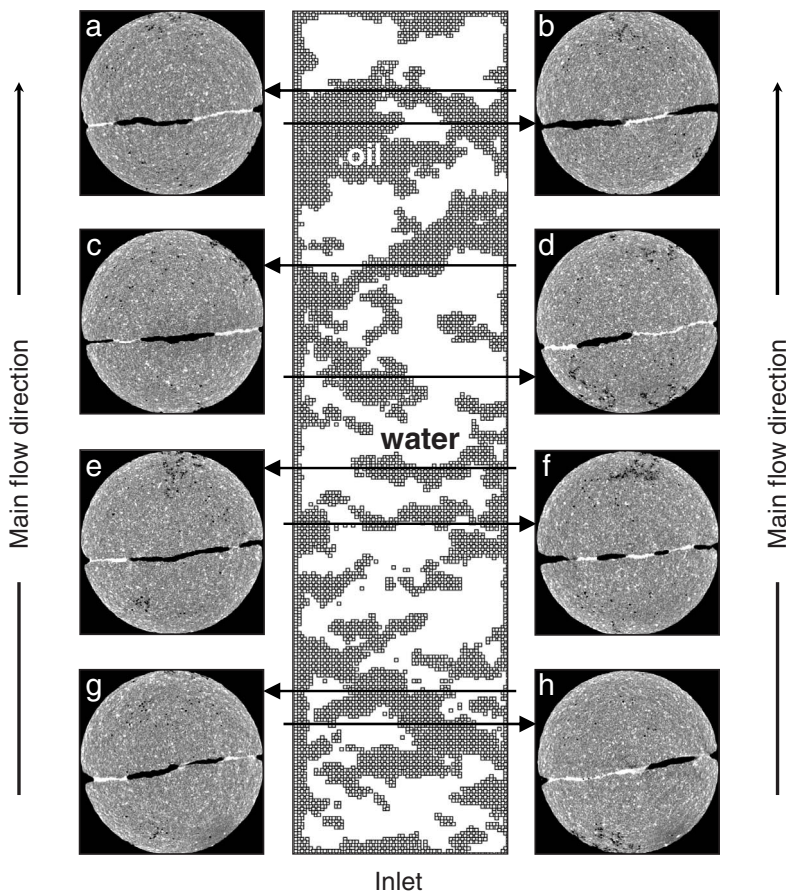 a
b
oil
c
d
Main flow direction
Main flow direction
water
e
f
g
h
Inlet